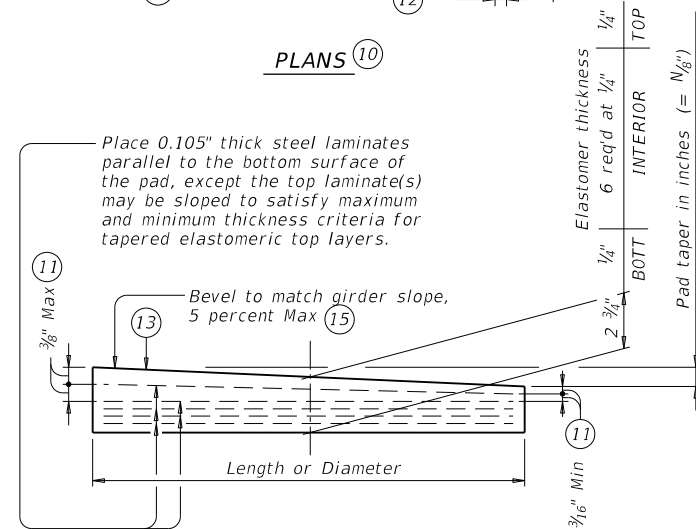 12
PLANS 10
Place 0.105" thick steel laminates
parallel to the bottom surface of
the pad, except the top laminate(s)
may be sloped to satisfy maximum
and minimum thickness criteria for
tapered elastomeric top layers.
Elastomer thickness
6 req'd at 1/4"
1/4"
TOP
INTERIOR
1/4"
BOTT
Pad taper in inches (= N/8")
2 3/4"
11
3/8" Max
Bevel to match girder slope,
5 percent Max 15
13
11
3/16" Min
Length or Diameter